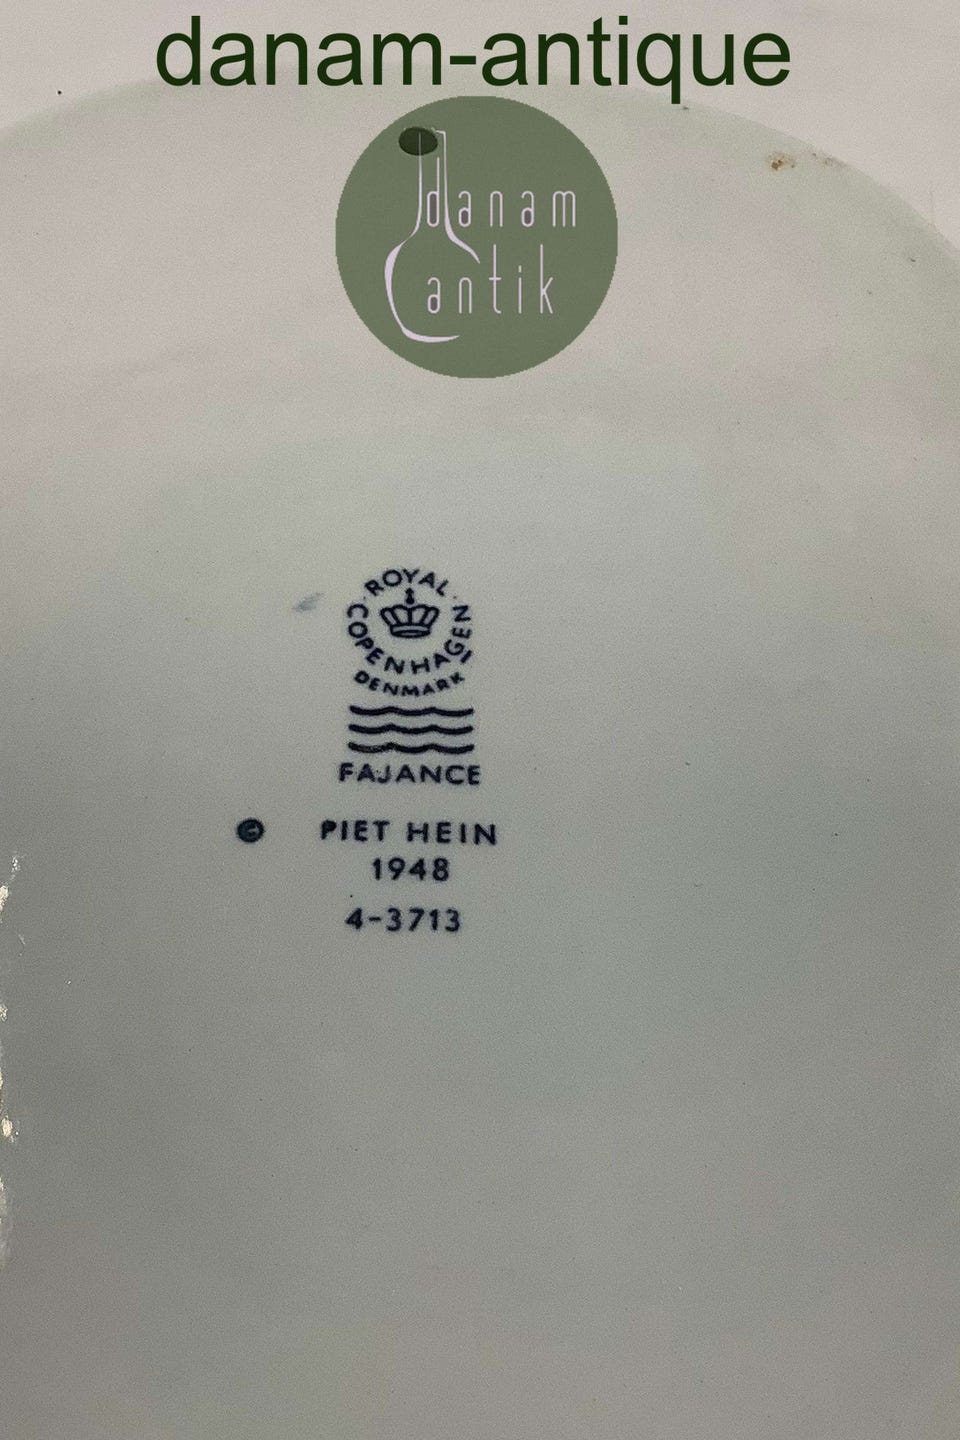 danam-antique
danam
antik
ROYAL
COPENHAGEN
DENMARK
FAJANCE
© PIET HEIN
1948
4-3713